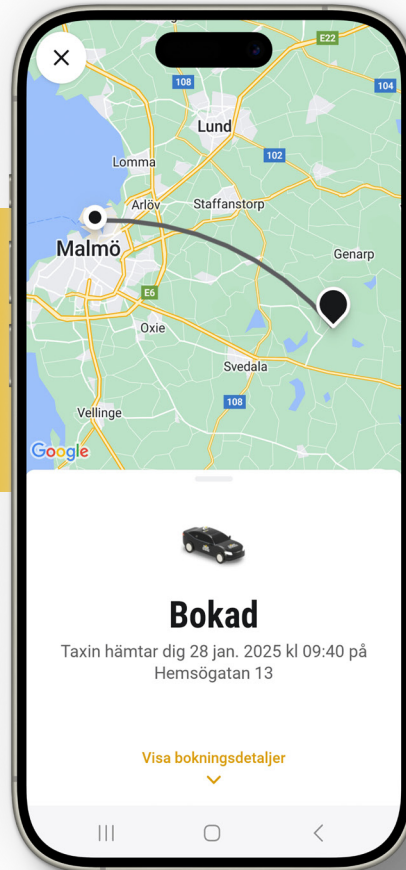 E22
108
104
Lund
102
Lomma
Arlöv
Staffanstorp
Malmö
Genarp
E6
Oxie
Svedala
108
Vellinge
Google
Bokad
Taxin hämtar dig 28 jan. 2025 kl 09:40 på
Hemsögatan 13
Visa bokningsdetaljer